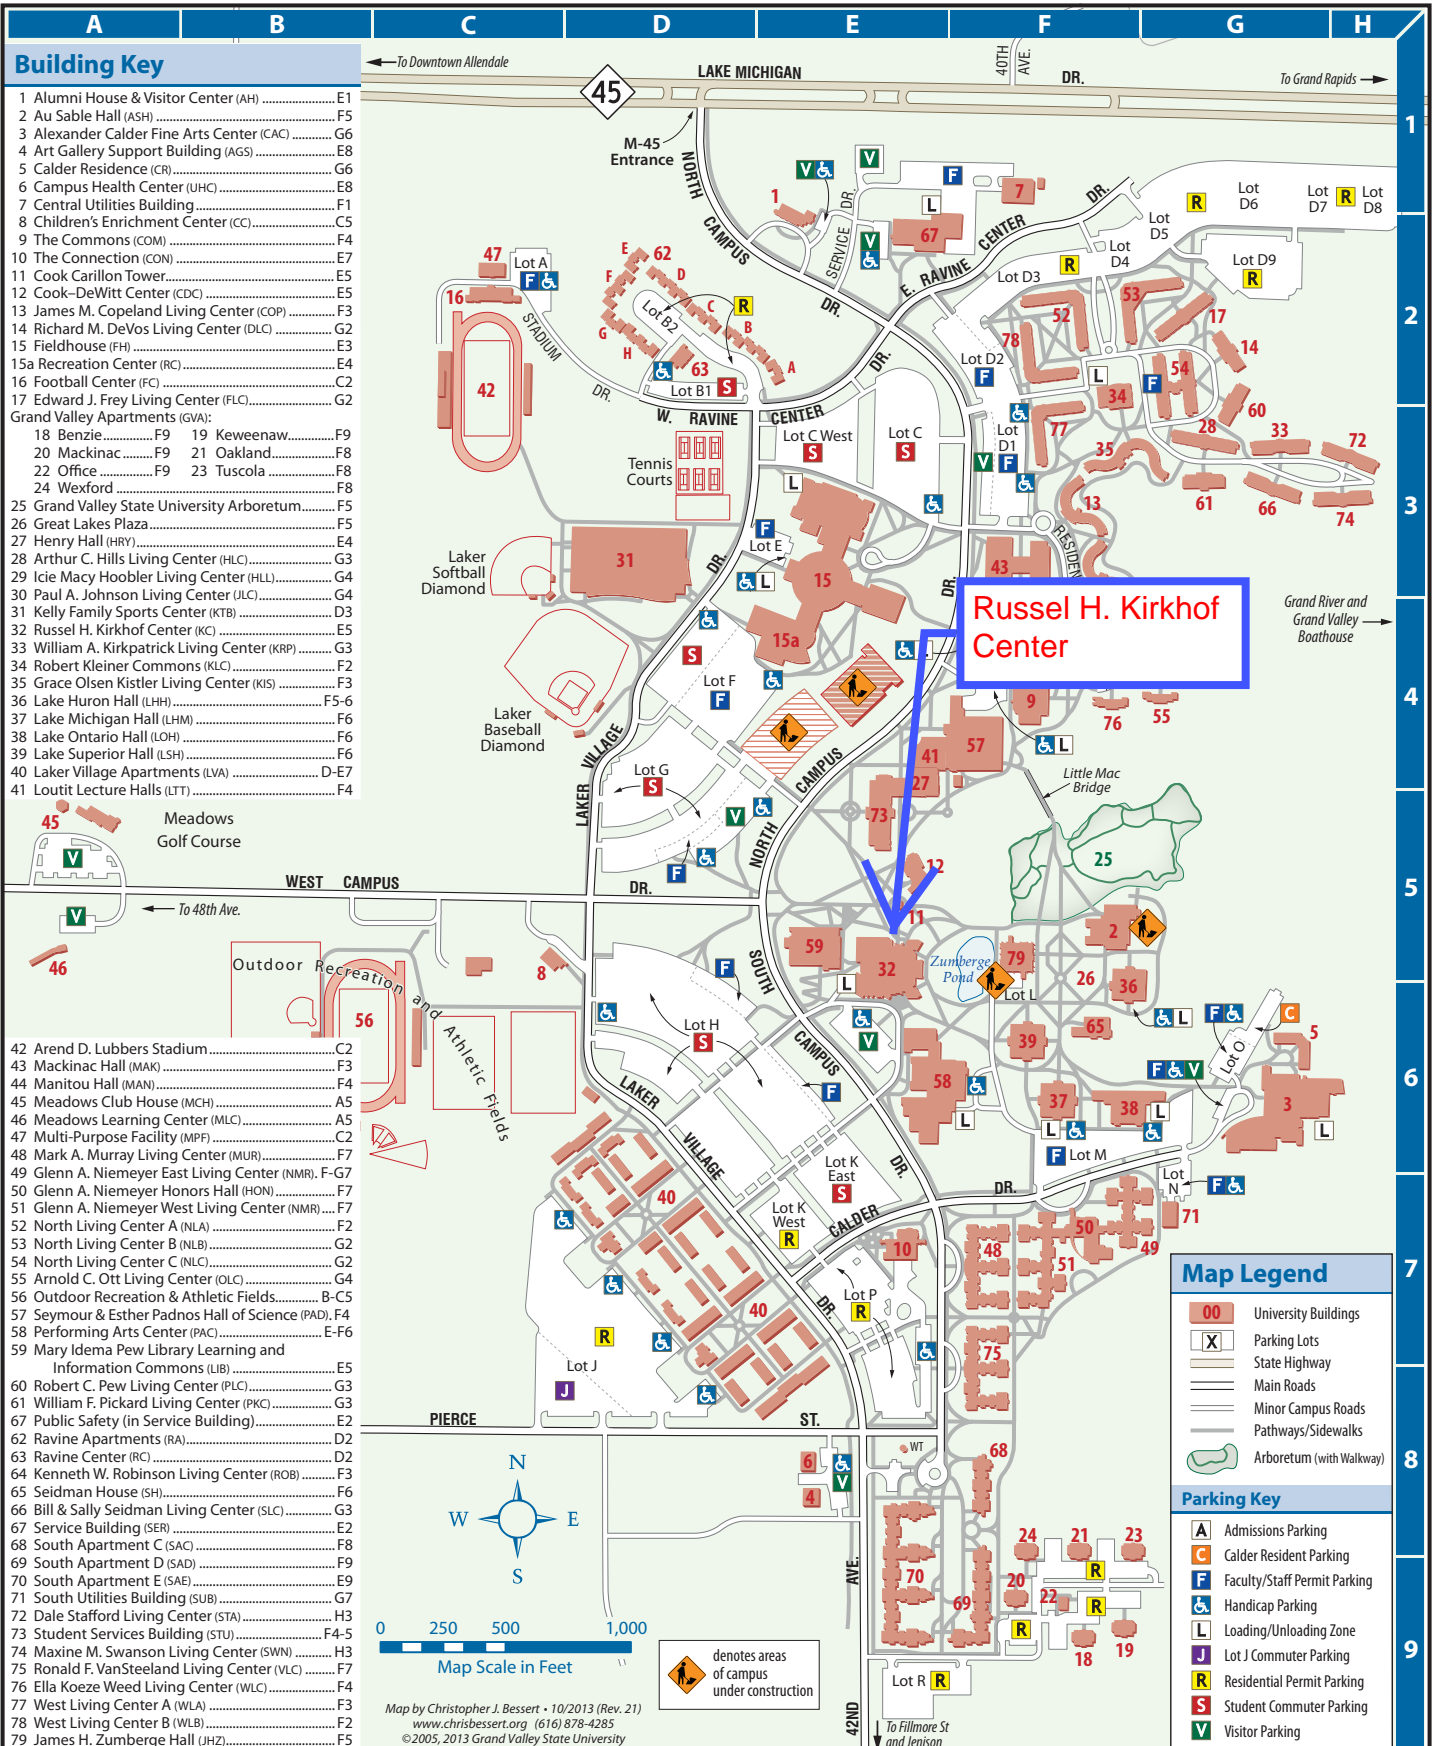 A B C D E F G H
Building Key
1 Alumni House & Visitor Center (AH) E1
2 Au Sable Hall (ASH) F5
3 Alexander Calder Fine Arts Center (CAC) G6
4 Art Gallery Support Building (AGS) E8
5 Calder Residence (CR) G6
6 Campus Health Center (UHC) E8
7 Central Utilities Building F1
8 Children's Enrichment Center (CC) C5
9 The Commons (COM) F4
10 The Connection (CON) E7
11 Cook Carillon Tower E5
12 Cook–DeWitt Center (CDC) E5
13 James M. Copeland Living Center (COP) F3
14 Richard M. DeVos Living Center (DLC) G2
15 Fieldhouse (FH) E3
15a Recreation Center (RC) E4
16 Football Center (FC) C2
17 Edward J. Frey Living Center (FLC) G2
Grand Valley Apartments (GVA):
18 Benzie F9 19 Keweenaw F9
20 Mackinac F9 21 Oakland F8
22 Office F9 23 Tuscola F8
24 Wexford F8
25 Grand Valley State University Arboretum F5
26 Great Lakes Plaza F5
27 Henry Hall (HRY) E4
28 Arthur C. Hills Living Center (HLC) G3
29 Icie Macy Hoobler Living Center (HLL) G4
30 Paul A. Johnson Living Center (JLC) G4
31 Kelly Family Sports Center (KTB) D3
32 Russel H. Kirkhof Center (KC) E5
33 William A. Kirkpatrick Living Center (KRP) G3
34 Robert Kleiner Commons (KLC) F2
35 Grace Olsen Kistler Living Center (KIS) F3
36 Lake Huron Hall (LHH) F5-6
37 Lake Michigan Hall (LHM) F6
38 Lake Ontario Hall (LOH) F6
39 Lake Superior Hall (LSH) F6
40 Laker Village Apartments (LVA) D-E7
41 Loutit Lecture Halls (LTT) F4
42 Arend D. Lubbers Stadium C2
43 Mackinac Hall (MAK) F3
44 Manitou Hall (MAN) F4
45 Meadows Club House (MCH) A5
46 Meadows Learning Center (MLC) A5
47 Multi-Purpose Facility (MPF) C2
48 Mark A. Murray Living Center (MUR) F7
49 Glenn A. Niemeyer East Living Center (NMR). F-G7
50 Glenn A. Niemeyer Honors Hall (HON) F7
51 Glenn A. Niemeyer West Living Center (NMR) F7
52 North Living Center A (NLA) F2
53 North Living Center B (NLB) G2
54 North Living Center C (NLC) G2
55 Arnold C. Ott Living Center (OLC) G4
56 Outdoor Recreation & Athletic Fields B-C5
57 Seymour & Esther Padnos Hall of Science (PAD). F4
58 Performing Arts Center (PAC) E-F6
59 Mary Idema Pew Library Learning and
Information Commons (LIB) E5
60 Robert C. Pew Living Center (PLC) G3
61 William F. Pickard Living Center (PKC) G3
67 Public Safety (in Service Building) E2
62 Ravine Apartments (RA) D2
63 Ravine Center (RC) D2
64 Kenneth W. Robinson Living Center (ROB) F3
65 Seidman House (SH) F6
66 Bill & Sally Seidman Living Center (SLC) G3
67 Service Building (SER) E2
68 South Apartment C (SAC) F8
69 South Apartment D (SAD) F9
70 South Apartment E (SAE) E9
71 South Utilities Building (SUB) G7
72 Dale Stafford Living Center (STA) H3
73 Student Services Building (STU) F4-5
74 Maxine M. Swanson Living Center (SWN) H3
75 Ronald F. VanSteeland Living Center (VLC) F7
76 Ella Koeze Weed Living Center (WLC) F4
77 West Living Center A (WLA) F3
78 West Living Center B (WLB) F2
79 James H. Zumberge Hall (JHZ) F5
To Downtown Allendale
45
LAKE MICHIGAN
DR.
40TH
AVE.
To Grand Rapids
M-45
Entrance
NORTH
CAMPUS
DR.
SERVICE DR.
E. RAVINE CENTER DR.
Lot D6
Lot D7
Lot D8
Lot D5
Lot D4
Lot D3
Lot D9
Lot A
STADIUM
DR.
Lot B2
Lot B1
W. RAVINE CENTER DR.
Lot D2
Lot D1
Lot C West
Lot C
Tennis
Courts
Lot E
Laker
Softball
Diamond
RESIDEN
Russel H. Kirkhof
Center
Grand River and
Grand Valley
Boathouse
Lot F
Laker
Baseball
Diamond
LAKER VILLAGE DR.
Lot G
NORTH CAMPUS DR.
Little Mac
Bridge
Meadows
Golf Course
WEST CAMPUS DR.
To 48th Ave.
Outdoor Recreation and Athletic Fields
SOUTH CAMPUS DR.
Zumberge
Pond
Lot L
Lot H
Lot O
LAKER VILLAGE DR.
Lot M
Lot
N
Lot K
East
Lot K
West
CALDER DR.
Lot P
Lot J
PIERCE ST.
WT
N
W E
S
0 250 500 1,000
Map Scale in Feet
denotes areas
of campus
under construction
42ND AVE.
Lot R
To Fillmore St
and Jenison
Map by Christopher J. Bessert • 10/2013 (Rev. 21)
www.chrisbessert.org (616) 878-4285
©2005, 2013 Grand Valley State University
Map Legend
00 University Buildings
X Parking Lots
State Highway
Main Roads
Minor Campus Roads
Pathways/Sidewalks
Arboretum (with Walkway)
Parking Key
A Admissions Parking
C Calder Resident Parking
F Faculty/Staff Permit Parking
Handicap Parking
L Loading/Unloading Zone
J Lot J Commuter Parking
R Residential Permit Parking
S Student Commuter Parking
V Visitor Parking
1
2
3
4
5
6
7
8
9